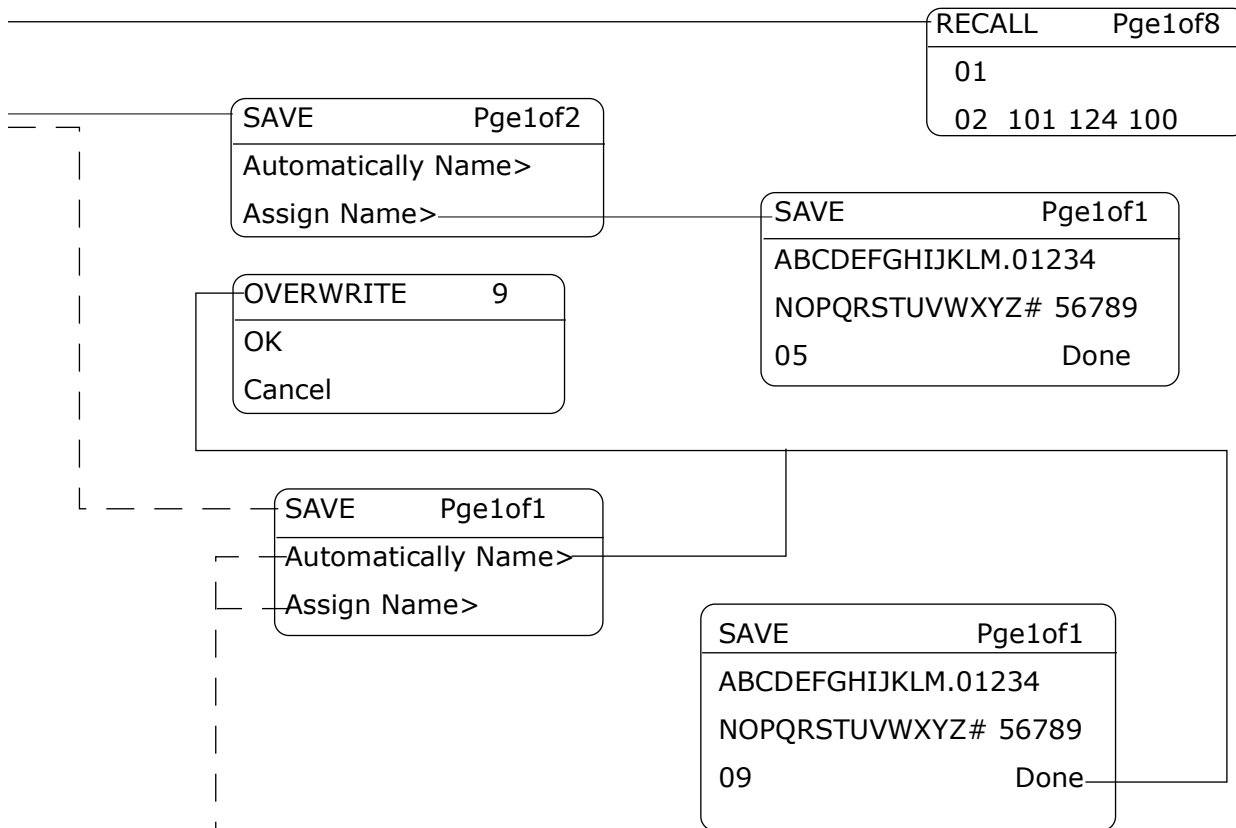 RECALL Pge1of8
01
02 101 124 100
SAVE Pge1of2
Automatically Name>
Assign Name>
SAVE Pge1of1
ABCDEFGHIJKLM.01234
NOPQRSTUVWXYZ# 56789
05 Done
OVERWRITE 9
OK
Cancel
SAVE Pge1of1
Automatically Name>
Assign Name>
SAVE Pge1of1
ABCDEFGHIJKLM.01234
NOPQRSTUVWXYZ# 56789
09 Done